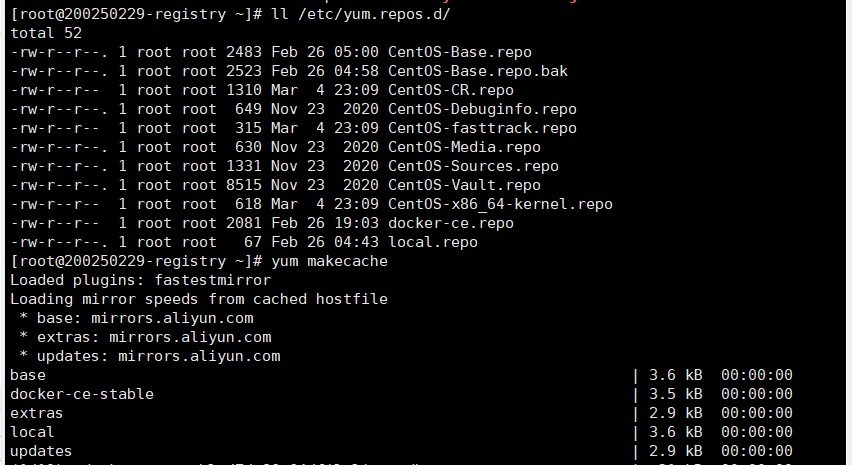 [root@200250229-registry ~]# ll /etc/yum.repos.d/
total 52
-rw-r--r--. 1 root root 2483 Feb 26 05:00 CentOS-Base.repo
-rw-r--r--. 1 root root 2523 Feb 26 04:58 CentOS-Base.repo.bak
-rw-r--r--  1 root root 1310 Mar  4 23:09 CentOS-CR.repo
-rw-r--r--. 1 root root  649 Nov 23  2020 CentOS-Debuginfo.repo
-rw-r--r--  1 root root  315 Mar  4 23:09 CentOS-fasttrack.repo
-rw-r--r--. 1 root root  630 Nov 23  2020 CentOS-Media.repo
-rw-r--r--. 1 root root 1331 Nov 23  2020 CentOS-Sources.repo
-rw-r--r--. 1 root root 8515 Nov 23  2020 CentOS-Vault.repo
-rw-r--r--  1 root root  618 Mar  4 23:09 CentOS-x86_64-kernel.repo
-rw-r--r--  1 root root 2081 Feb 26 19:03 docker-ce.repo
-rw-r--r--. 1 root root   67 Feb 26 04:43 local.repo
[root@200250229-registry ~]# yum makecache
Loaded plugins: fastestmirror
Loading mirror speeds from cached hostfile
 * base: mirrors.aliyun.com
 * extras: mirrors.aliyun.com
 * updates: mirrors.aliyun.com
base | 3.6 kB  00:00:00
docker-ce-stable | 3.5 kB  00:00:00
extras | 2.9 kB  00:00:00
local | 3.6 kB  00:00:00
updates | 2.9 kB  00:00:00